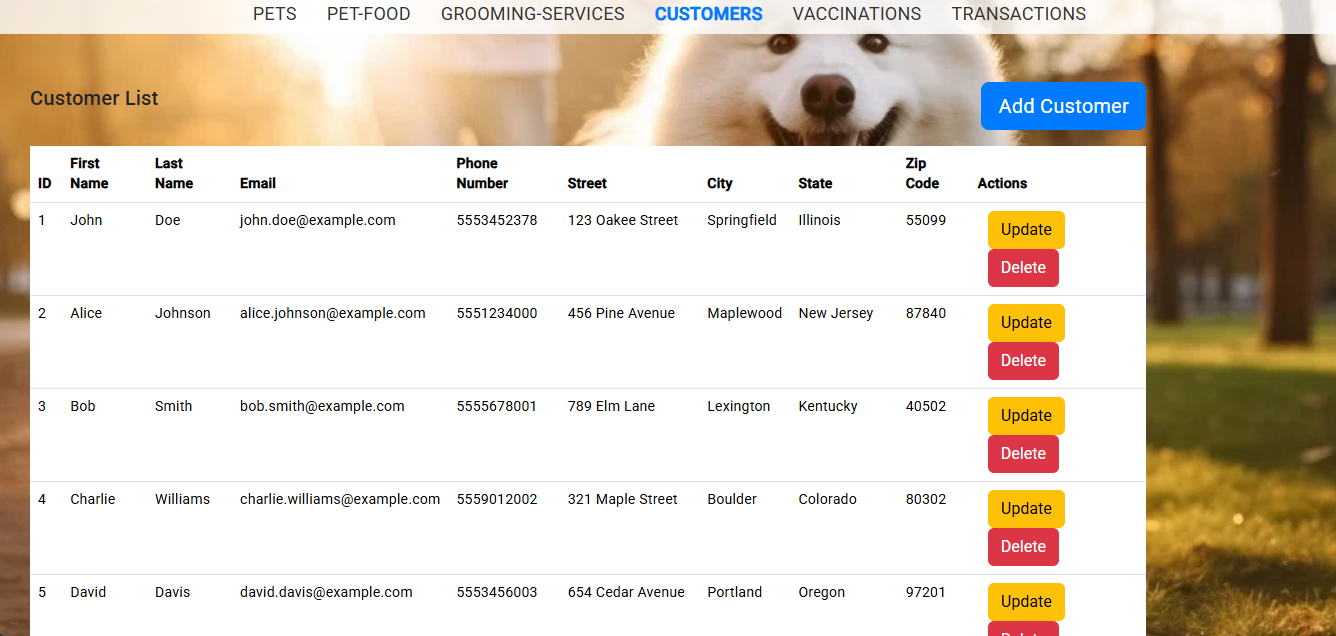 PETS PET-FOOD GROOMING-SERVICES CUSTOMERS VACCINATIONS TRANSACTIONS
Customer List
Add Customer
ID First Name Last Name Email Phone Number Street City State Zip Code Actions
1 John Doe john.doe@example.com 5553452378 123 Oakee Street Springfield Illinois 55099 Update
Delete
2 Alice Johnson alice.johnson@example.com 5551234000 456 Pine Avenue Maplewood New Jersey 87840 Update
Delete
3 Bob Smith bob.smith@example.com 5555678001 789 Elm Lane Lexington Kentucky 40502 Update
Delete
4 Charlie Williams charlie.williams@example.com 5559012002 321 Maple Street Boulder Colorado 80302 Update
Delete
5 David Davis david.davis@example.com 5553456003 654 Cedar Avenue Portland Oregon 97201 Update